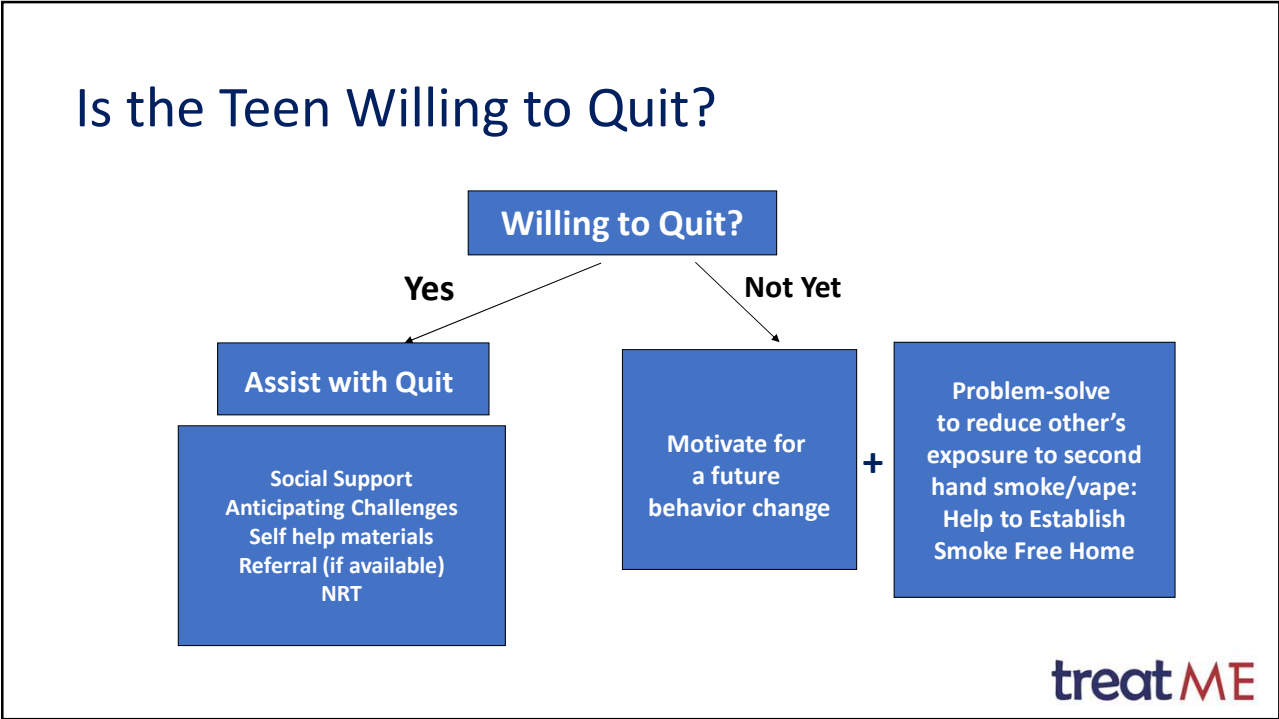 Is the Teen Willing to Quit?
Willing to Quit?
Yes
Not Yet
Assist with Quit
Social Support
Anticipating Challenges
Self help materials
Referral (if available)
NRT
Motivate for
a future
behavior change
+
Problem-solve
to reduce other’s
exposure to second
hand smoke/vape:
Help to Establish
Smoke Free Home
treatME